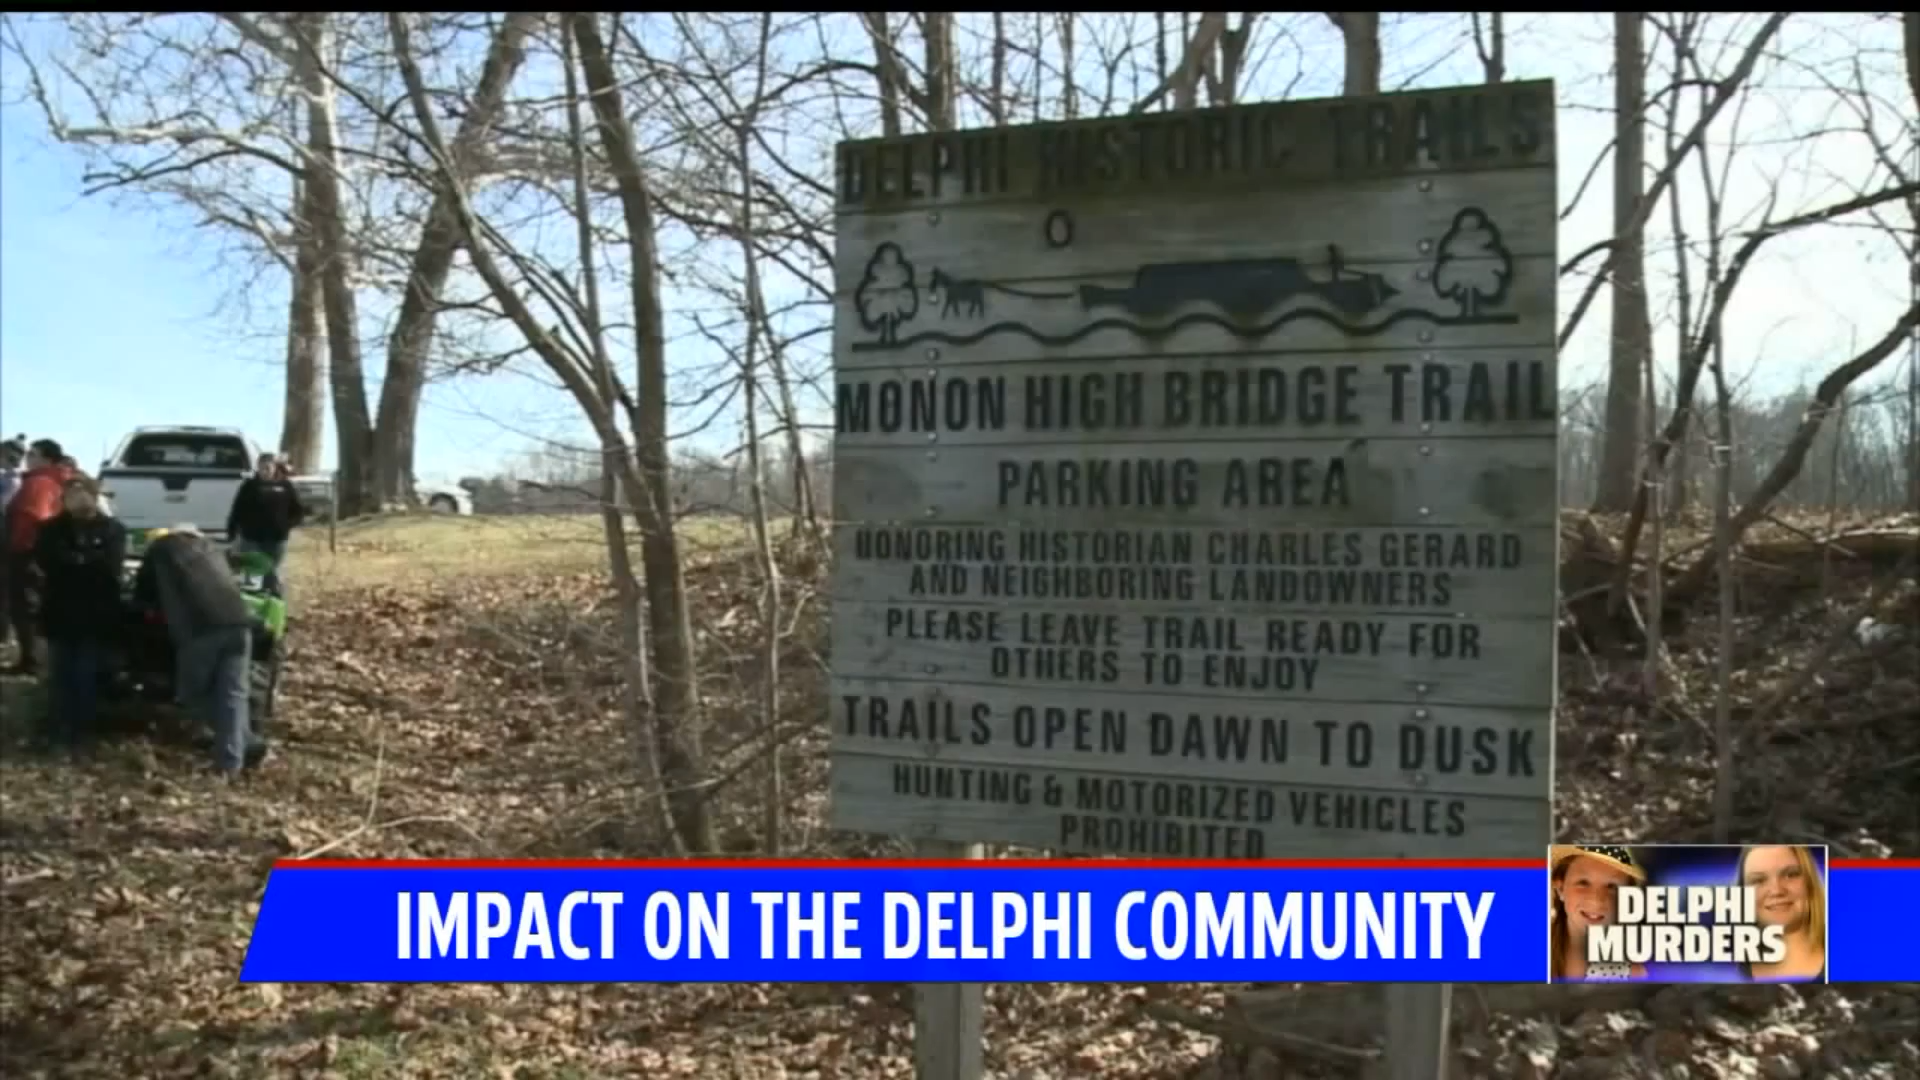 DELPHI HISTORIC TRAILS
MONON HIGH BRIDGE TRAIL
PARKING AREA
HONORING HISTORIAN CHARLES GERARD
AND NEIGHBORING LANDOWNERS
PLEASE LEAVE TRAIL READY FOR
OTHERS TO ENJOY
TRAILS OPEN DAWN TO DUSK
HUNTING & MOTORIZED VEHICLES
PROHIBITED
IMPACT ON THE DELPHI COMMUNITY
DELPHI
MURDERS